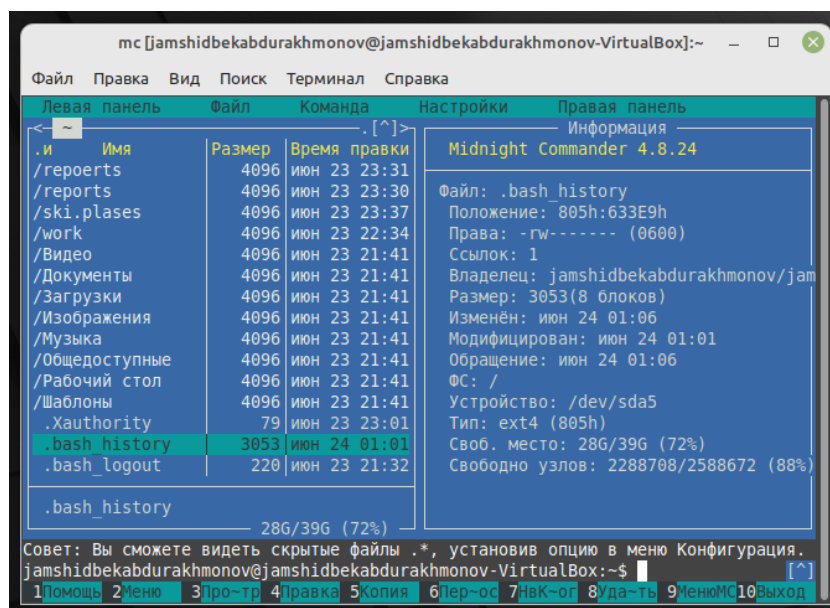 mc [jamshidbekabdurakhmonov@jamshidbekabdurakhmonov-VirtualBox]:~
Файл Правка Вид Поиск Терминал Справка
Левая панель Файл Команда Настройки Правая панель
<- ~ .[^]> Информация
.и Имя Размер Время правки Midnight Commander 4.8.24
/repoerts 4096 июн 23 23:31
/reports 4096 июн 23 23:30 Файл: .bash_history
/ski.plases 4096 июн 23 23:37 Положение: 805h:633E9h
/work 4096 июн 23 22:34 Права: -rw------- (0600)
/Видео 4096 июн 23 21:41 Ссылок: 1
/Документы 4096 июн 23 21:41 Владелец: jamshidbekabdurakhmonov/jam
/Загрузки 4096 июн 23 21:41 Размер: 3053(8 блоков)
/Изображения 4096 июн 23 21:41 Изменён: июн 24 01:06
/Музыка 4096 июн 23 21:41 Модифицирован: июн 24 01:01
/Общедоступные 4096 июн 23 21:41 Обращение: июн 24 01:06
/Рабочий стол 4096 июн 23 21:41 ФС: /
/Шаблоны 4096 июн 23 21:41 Устройство: /dev/sda5
.Xauthority 79 июн 23 23:01 Тип: ext4 (805h)
.bash_history 3053 июн 24 01:01 Своб. место: 28G/39G (72%)
.bash_logout 220 июн 23 21:32 Свободно узлов: 2288708/2588672 (88%)
.bash_history
28G/39G (72%)
Совет: Вы сможете видеть скрытые файлы .*, установив опцию в меню Конфигурация.
jamshidbekabdurakhmonov@jamshidbekabdurakhmonov-VirtualBox:~$ [^]
1Помощь 2Меню 3Про~тр 4Правка 5Копия 6Пер~ос 7НвК~ог 8Уда~ть 9МенюМС 10Выход